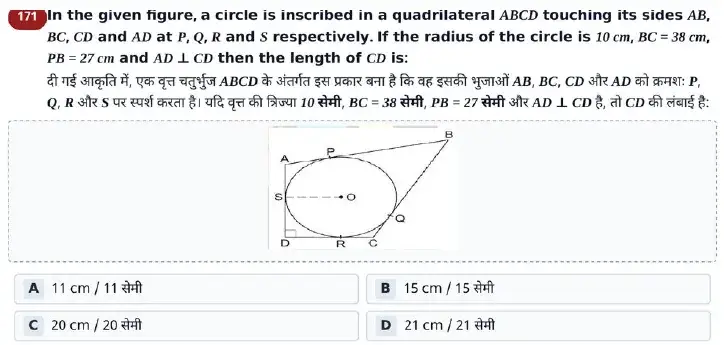 171 In the given figure, a circle is inscribed in a quadrilateral ABCD touching its sides AB,
BC, CD and AD at P, Q, R and S respectively. If the radius of the circle is 10 cm, BC = 38 cm,
PB = 27 cm and AD ⊥ CD then the length of CD is:
दी गई आकृति में, एक वृत्त चतुर्भुज ABCD के अंतर्गत इस प्रकार बना है कि वह इसकी भुजाओं AB, BC, CD और AD को क्रमशः P,
Q, R और S पर स्पर्श करता है। यदि वृत्त की त्रिज्या 10 सेमी, BC = 38 सेमी, PB = 27 सेमी और AD ⊥ CD है, तो CD की लंबाई है:
B
P
A
S
O
Q
D R C
A 11 cm / 11 सेमी
B 15 cm / 15 सेमी
C 20 cm / 20 सेमी
D 21 cm / 21 सेमी